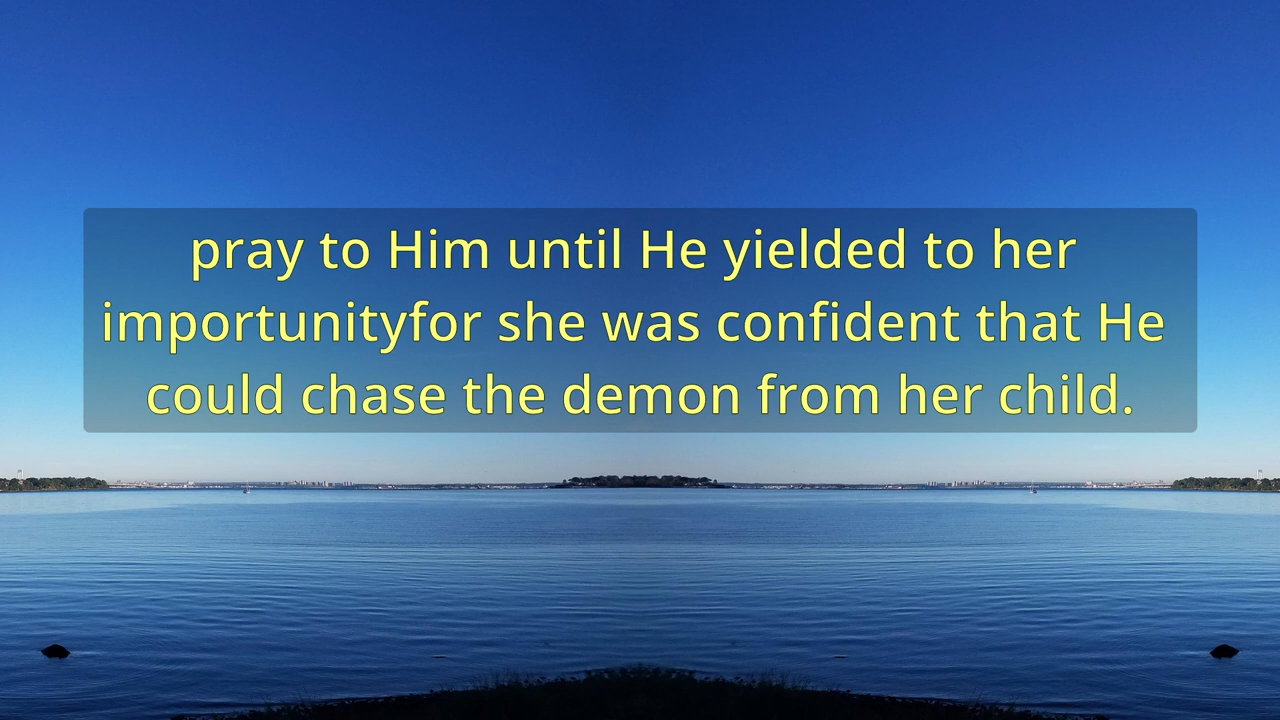 pray to Him until He yielded to her
importunityfor she was confident that He
could chase the demon from her child.